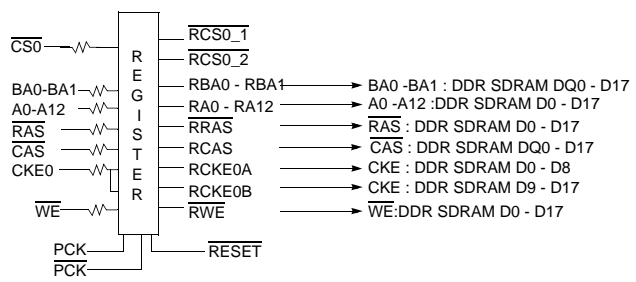 CS0 REGISTER RCS0_1
RCS0_2
BA0-BA1 RBA0 - RBA1 BA0 -BA1 : DDR SDRAM DQ0 - D17
A0-A12 RA0 - RA12 A0 -A12 :DDR SDRAM D0 - D17
RAS RRAS RAS : DDR SDRAM D0 - D17
CAS RCAS CAS : DDR SDRAM DQ0 - D17
CKE0 RCKE0A CKE : DDR SDRAM D0 - D8
RCKE0B CKE : DDR SDRAM D9 - D17
WE RWE WE:DDR SDRAM D0 - D17
PCK RESET
PCK